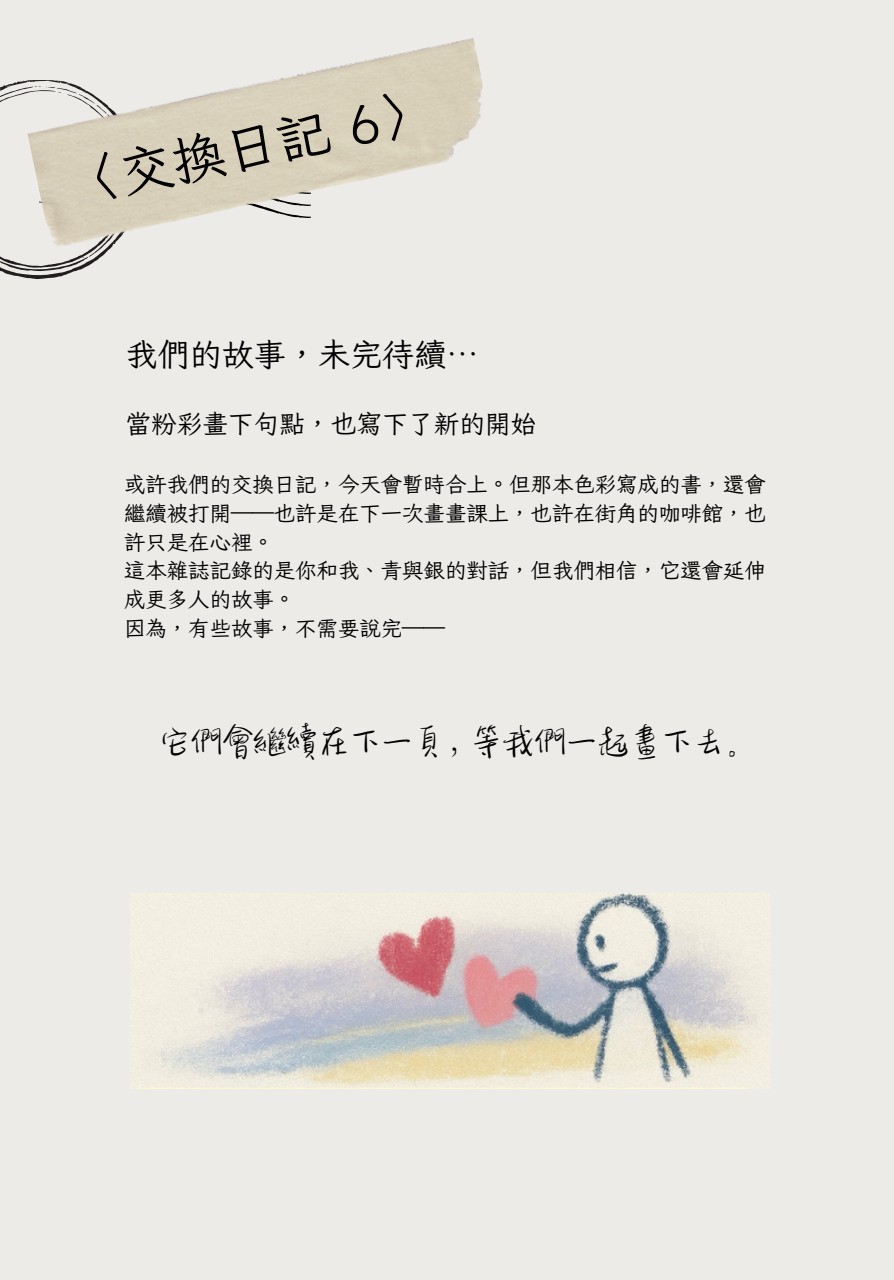 〈交換日記 6〉
我們的故事，未完待續…
當粉彩畫下句點，也寫下了新的開始
或許我們的交換日記，今天會暫時合上。但那本色彩寫成的書，還會
繼續被打開——也許是在下一次畫畫課上，也許在街角的咖啡館，也
許只是在心裡。
這本雜誌記錄的是你和我、青與銀的對話，但我們相信，它還會延伸
成更多人的故事。
因為，有些故事，不需要說完——
它們會繼續在下一頁，等我們一起畫下去。